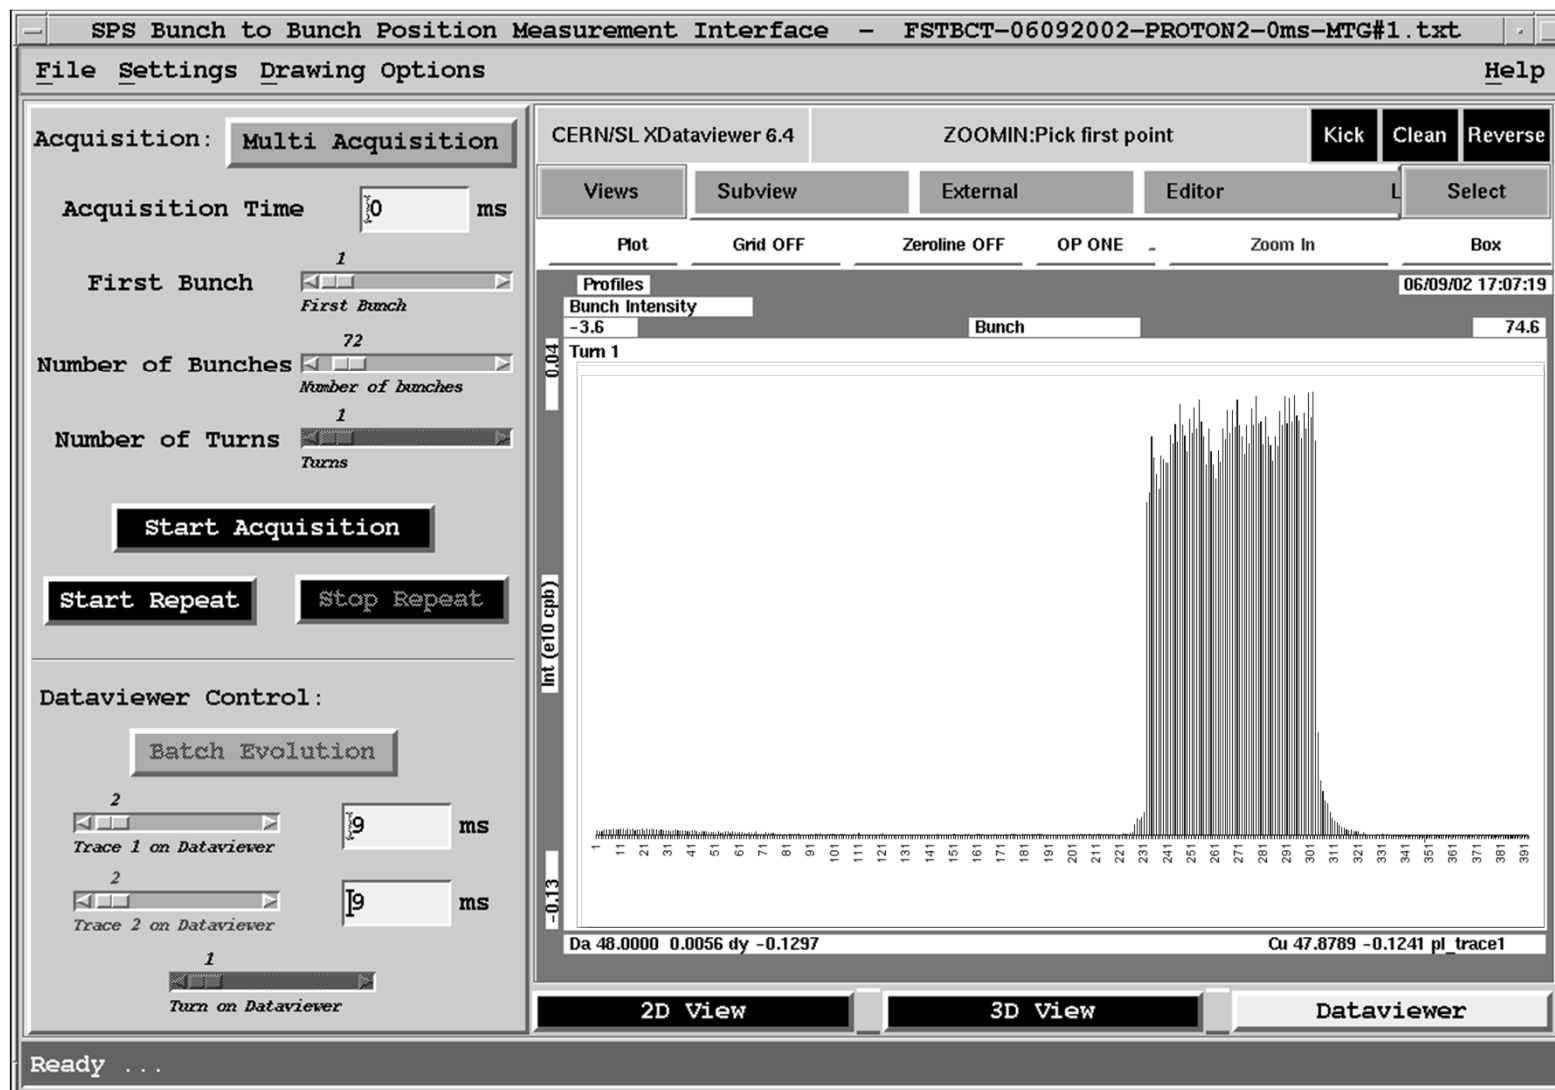 SPS Bunch to Bunch Position Measurement Interface – FSTBCT-06092002-PROTON2-0ms-MTG#1.txt
File Settings Drawing Options Help
Acquisition: Multi Acquisition
Acquisition Time 0 ms
1
First Bunch
First Bunch
72
Number of Bunches
Number of bunches
1
Number of Turns
Turns
Start Acquisition
Start Repeat Stop Repeat
Dataviewer Control:
Batch Evolution
2
9 ms
Trace 1 on Dataviewer
2
9 ms
Trace 2 on Dataviewer
1
Turn on Dataviewer
CERN/SL XDataviewer 6.4 ZOOMIN:Pick first point Kick Clean Reverse
Views Subview External Editor L Select
Plot Grid OFF Zeroline OFF OP ONE - Zoom In Box
Profiles 06/09/02 17:07:19
Bunch Intensity
-3.6 Bunch 74.6
Turn 1
0.04
Int (e10 cpb)
-0.13
1 11 21 31 41 51 61 71 81 91 101 111 121 131 141 151 161 171 181 191 201 211 221 231 241 251 261 271 281 291 301 311 321 331 341 351 361 371 381 391
Da 48.0000 0.0056 dy -0.1297 Cu 47.8789 -0.1241 pl_trace1
2D View 3D View Dataviewer
Ready ...